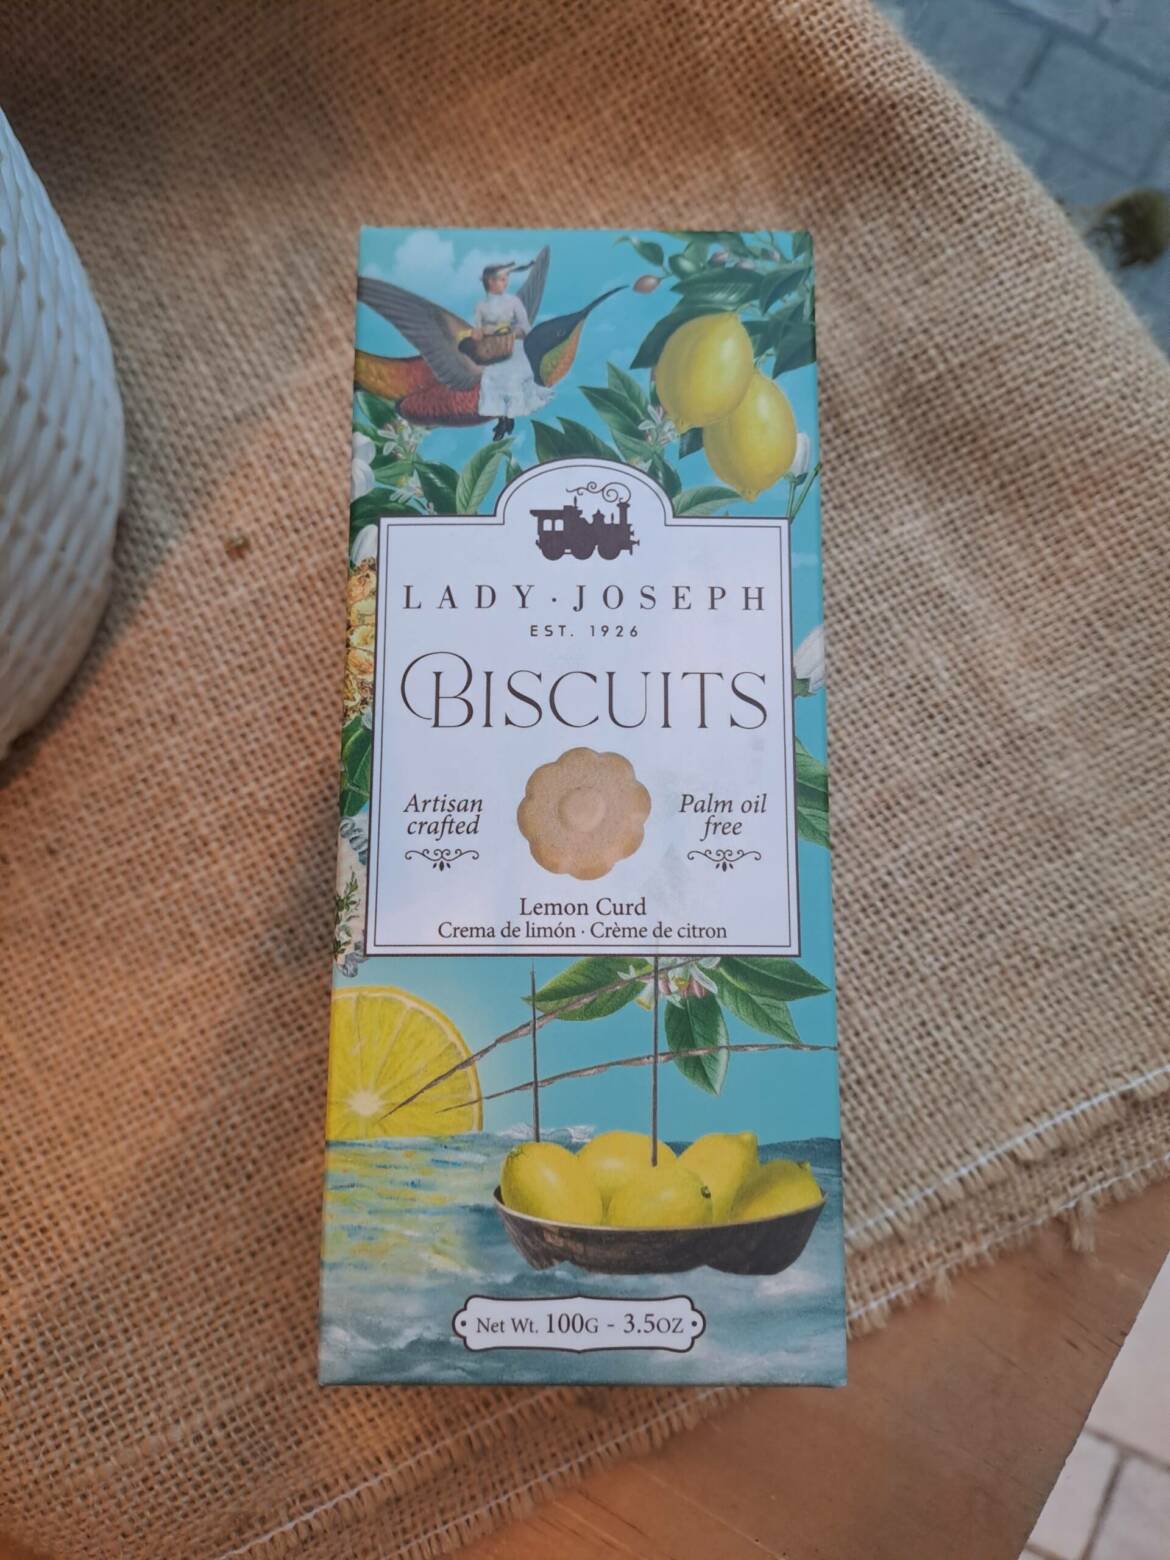 LADY · JOSEPH
EST. 1926
BISCUITS
Artisan
crafted
Palm oil
free
Lemon Curd
Crema de limón · Crème de citron
Net Wt. 100G - 3.5OZ